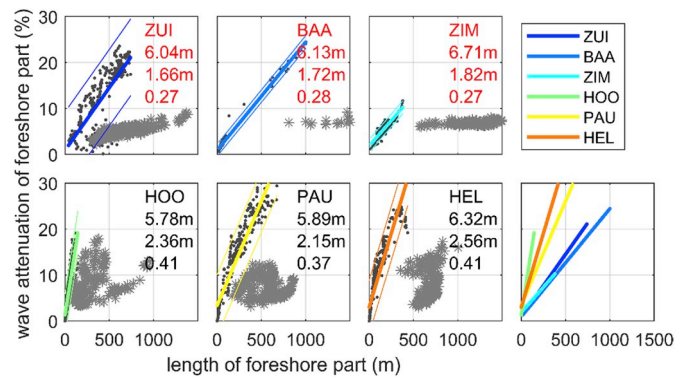 wave attenuation of foreshore part (%)
30
20
10
0
ZUI
6.04m
1.66m
0.27
BAA
6.13m
1.72m
0.28
ZIM
6.71m
1.82m
0.27
ZUI
BAA
ZIM
HOO
PAU
HEL
30
20
10
0
HOO
5.78m
2.36m
0.41
PAU
5.89m
2.15m
0.37
HEL
6.32m
2.56m
0.41
0 500 1000
0 500 1000
0 500 1000
0 500 1000 1500
length of foreshore part (m)